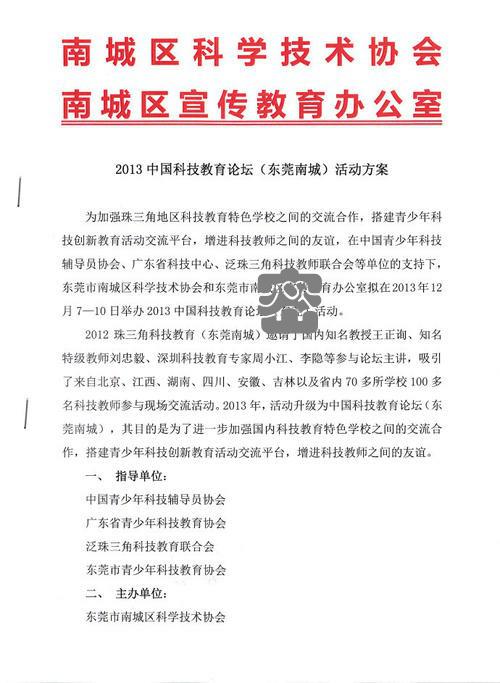 南城区科学技术协会
南城区宣传教育办公室
2013 中国科技教育论坛（东莞南城）活动方案
为加强珠三角地区科技教育特色学校之间的交流合作，搭建青少年科
技创新教育活动交流平台，增进科技教师之间的友谊，在中国青少年科技
辅导员协会、广东省科技中心、泛珠三角科技教师联合会等单位的支持下，
东莞市南城区科学技术协会和东莞市南 育办公室拟在 2013 年 12
月 7—10 日举办 2013 中国科技教育论坛 活动。
2012 珠三角科技教育（东莞南城）邀请了国内知名教授王正询、知名
特级教师刘忠毅、深圳科技教育专家周小江、李隐等参与论坛主讲，吸引
了来自北京、江西、湖南、四川、安徽、吉林以及省内 70 多所学校 100 多
名科技教师参与现场交流活动。2013 年，活动升级为中国科技教育论坛（东
莞南城），其目的是为了进一步加强国内科技教育特色学校之间的交流合
作，搭建青少年科技创新教育活动交流平台，增进科技教师之间的友谊。
一、 指导单位：
中国青少年科技辅导员协会
广东省青少年科技教育协会
泛珠三角科技教育联合会
东莞市青少年科技教育协会
二、 主办单位：
东莞市南城区科学技术协会